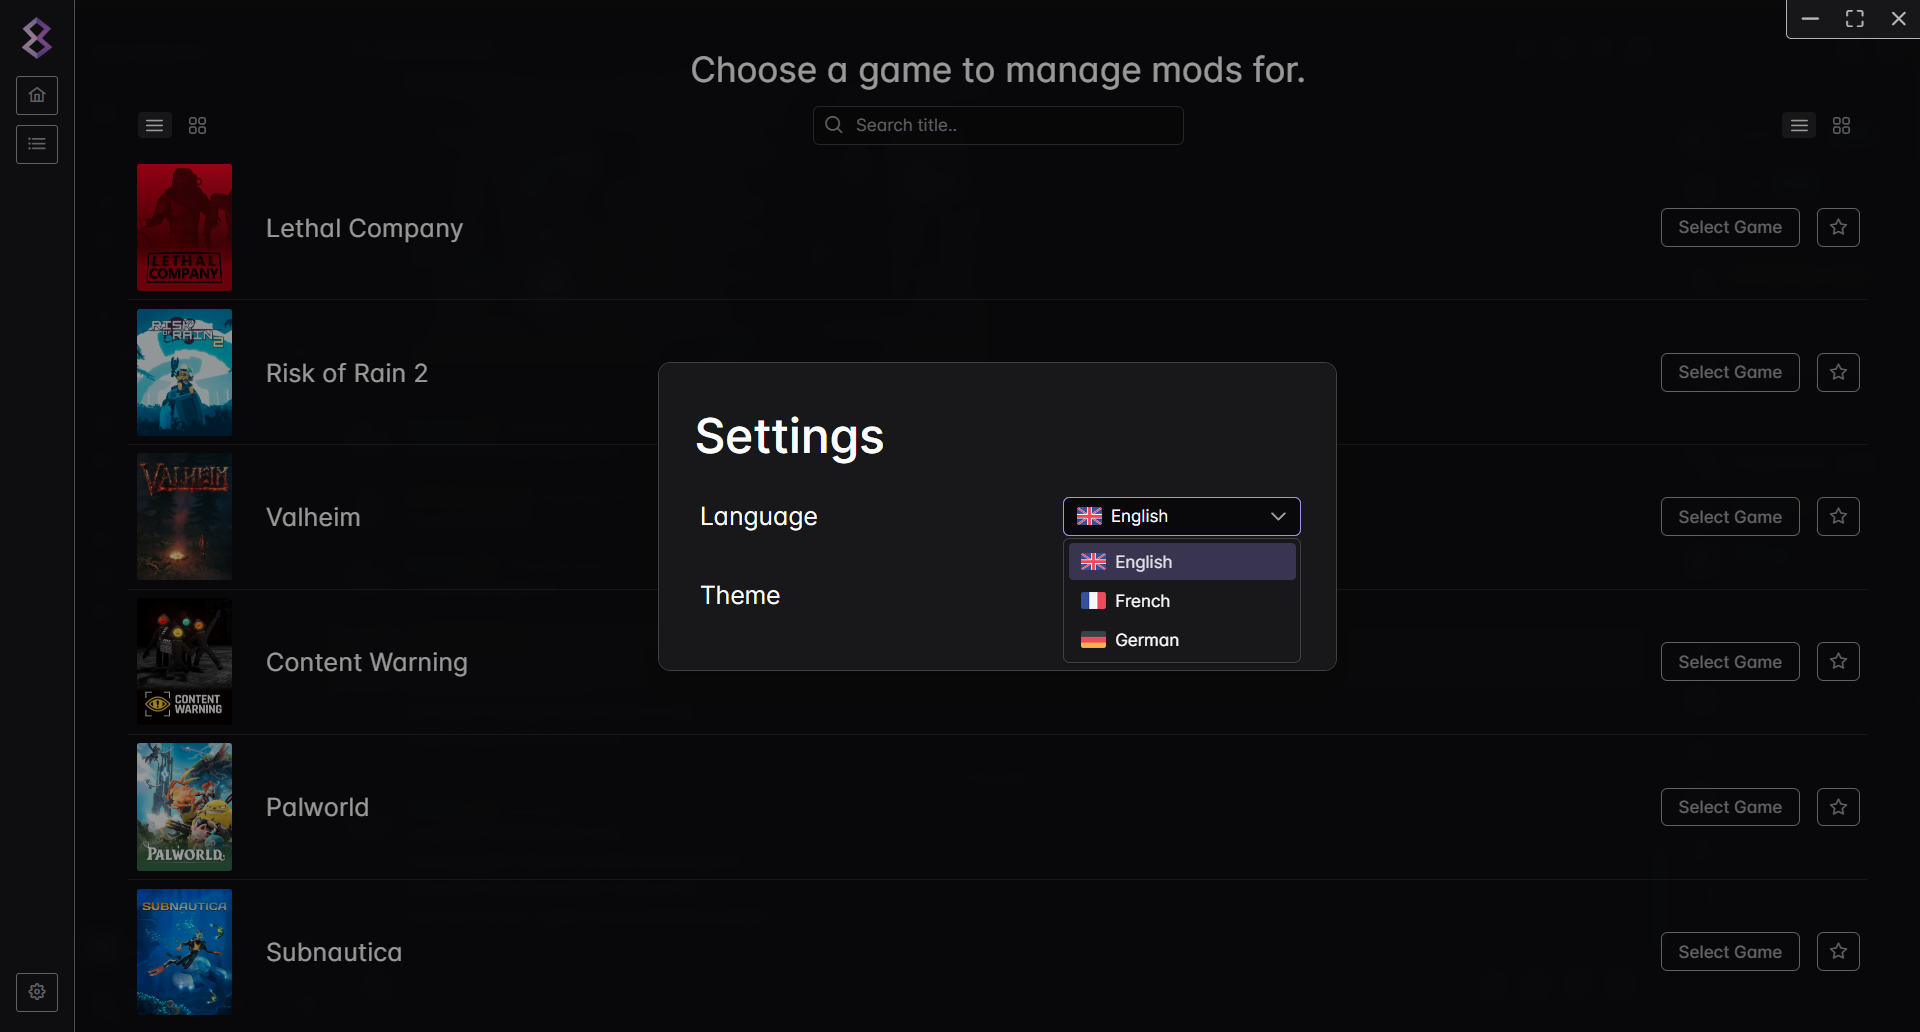 Choose a game to manage mods for.
Search title..
LETHAL
COMPANY
Lethal Company
Select Game
RISK
OF RAIN 2
Risk of Rain 2
Select Game
VALHEIM
Valheim
Select Game
CONTENT
WARNING
Content Warning
Select Game
PALWORLD
Palworld
Select Game
SUBNAUTICA
Subnautica
Select Game
Settings
Language
English
English
French
German
Theme